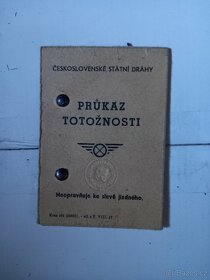 ČESKOSLOVENSKÉ STÁTNÍ DRÁHY
PRŮKAZ
TOTOŽNOSTI
Neopravňuje ke slevě jízdného.